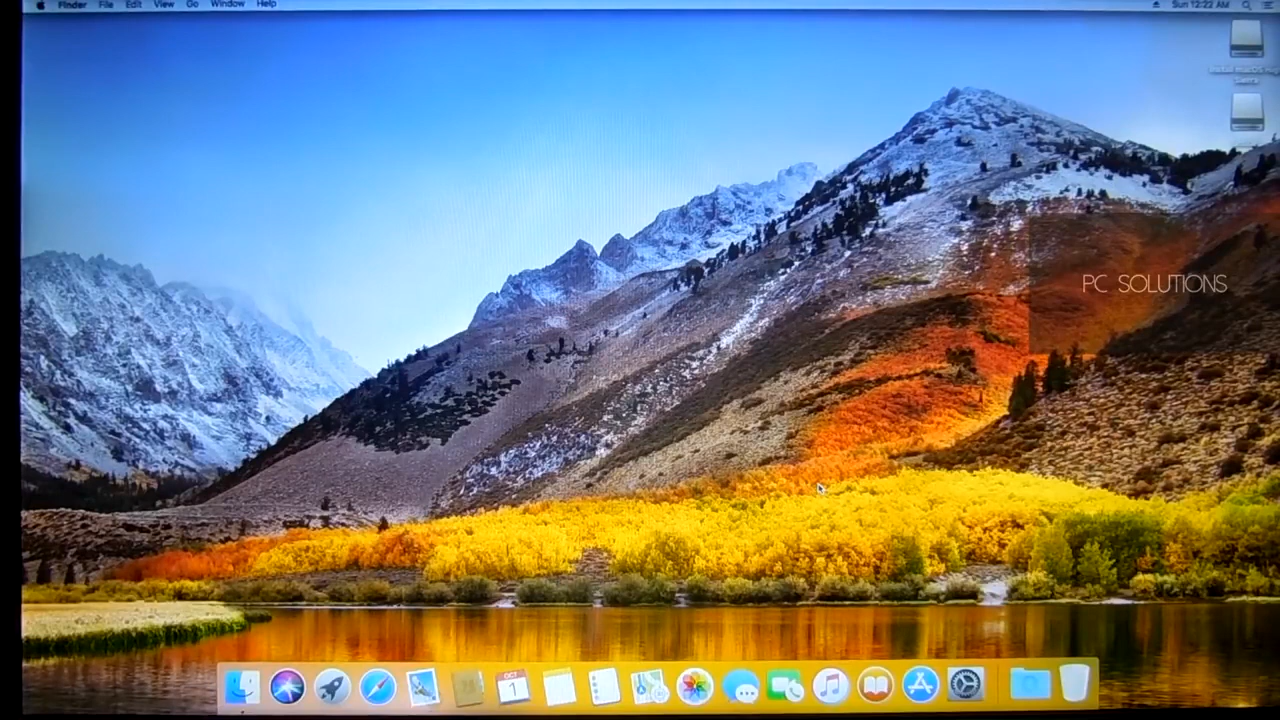 Finder File Edit View Go Window Help
Sun 12:22 AM
PC SOLUTIONS
OCT
1